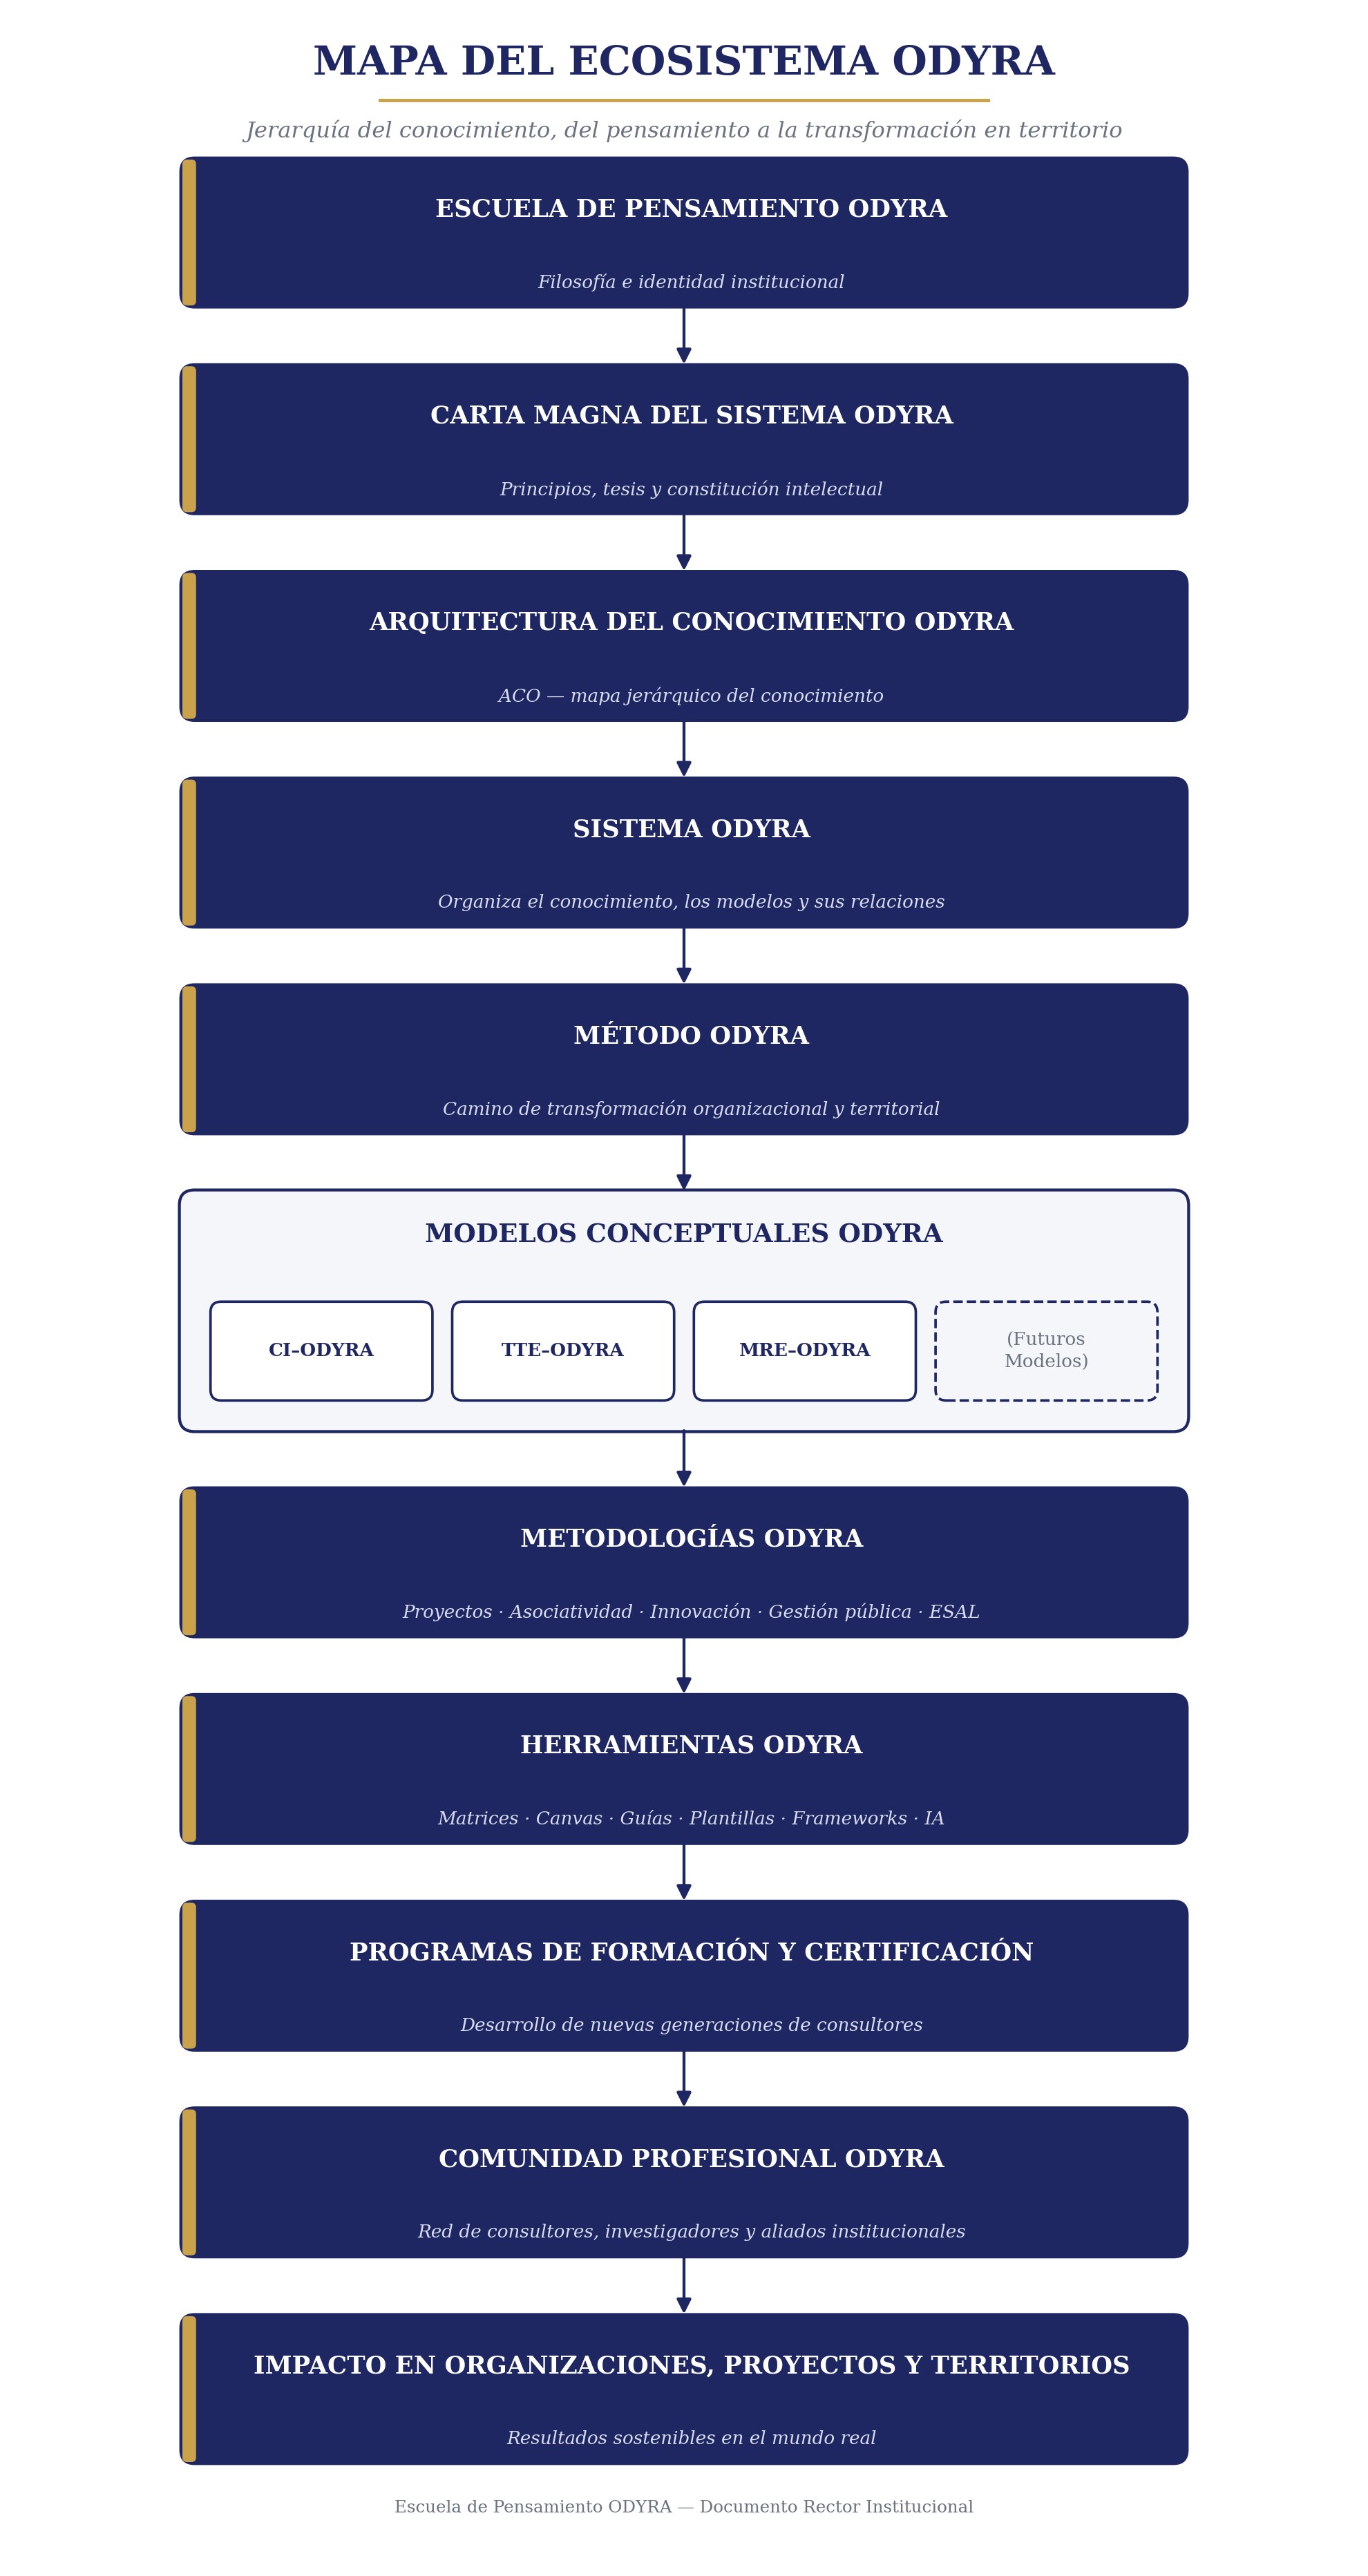 MAPA DEL ECOSISTEMA ODYRA
Jerarquía del conocimiento, del pensamiento a la transformación en territorio
ESCUELA DE PENSAMIENTO ODYRA
Filosofía e identidad institucional
CARTA MAGNA DEL SISTEMA ODYRA
Principios, tesis y constitución intelectual
ARQUITECTURA DEL CONOCIMIENTO ODYRA
ACO — mapa jerárquico del conocimiento
SISTEMA ODYRA
Organiza el conocimiento, los modelos y sus relaciones
MÉTODO ODYRA
Camino de transformación organizacional y territorial
MODELOS CONCEPTUALES ODYRA
CI–ODYRA
TTE–ODYRA
MRE–ODYRA
(Futuros
Modelos)
METODOLOGÍAS ODYRA
Proyectos · Asociatividad · Innovación · Gestión pública · ESAL
HERRAMIENTAS ODYRA
Matrices · Canvas · Guías · Plantillas · Frameworks · IA
PROGRAMAS DE FORMACIÓN Y CERTIFICACIÓN
Desarrollo de nuevas generaciones de consultores
COMUNIDAD PROFESIONAL ODYRA
Red de consultores, investigadores y aliados institucionales
IMPACTO EN ORGANIZACIONES, PROYECTOS Y TERRITORIOS
Resultados sostenibles en el mundo real
Escuela de Pensamiento ODYRA — Documento Rector Institucional